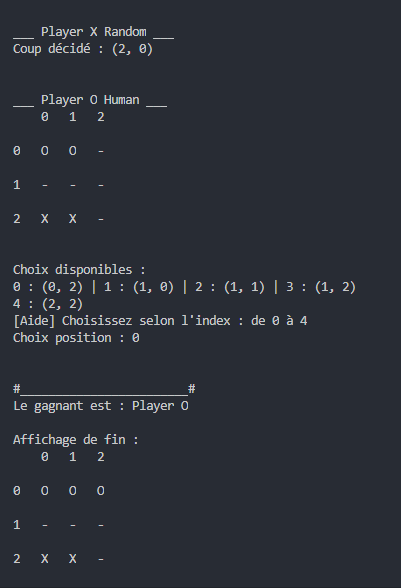 ___ Player X Random ___
Coup décidé : (2, 0)
___ Player O Human ___
0 1 2
0 O O -
1 - - -
2 X X -
Choix disponibles :
0 : (0, 2) | 1 : (1, 0) | 2 : (1, 1) | 3 : (1, 2)
4 : (2, 2)
[Aide] Choisissez selon l'index : de 0 à 4
Choix position : 0
#________________________#
Le gagnant est : Player O
Affichage de fin :
0 1 2
0 O O O
1 - - -
2 X X -